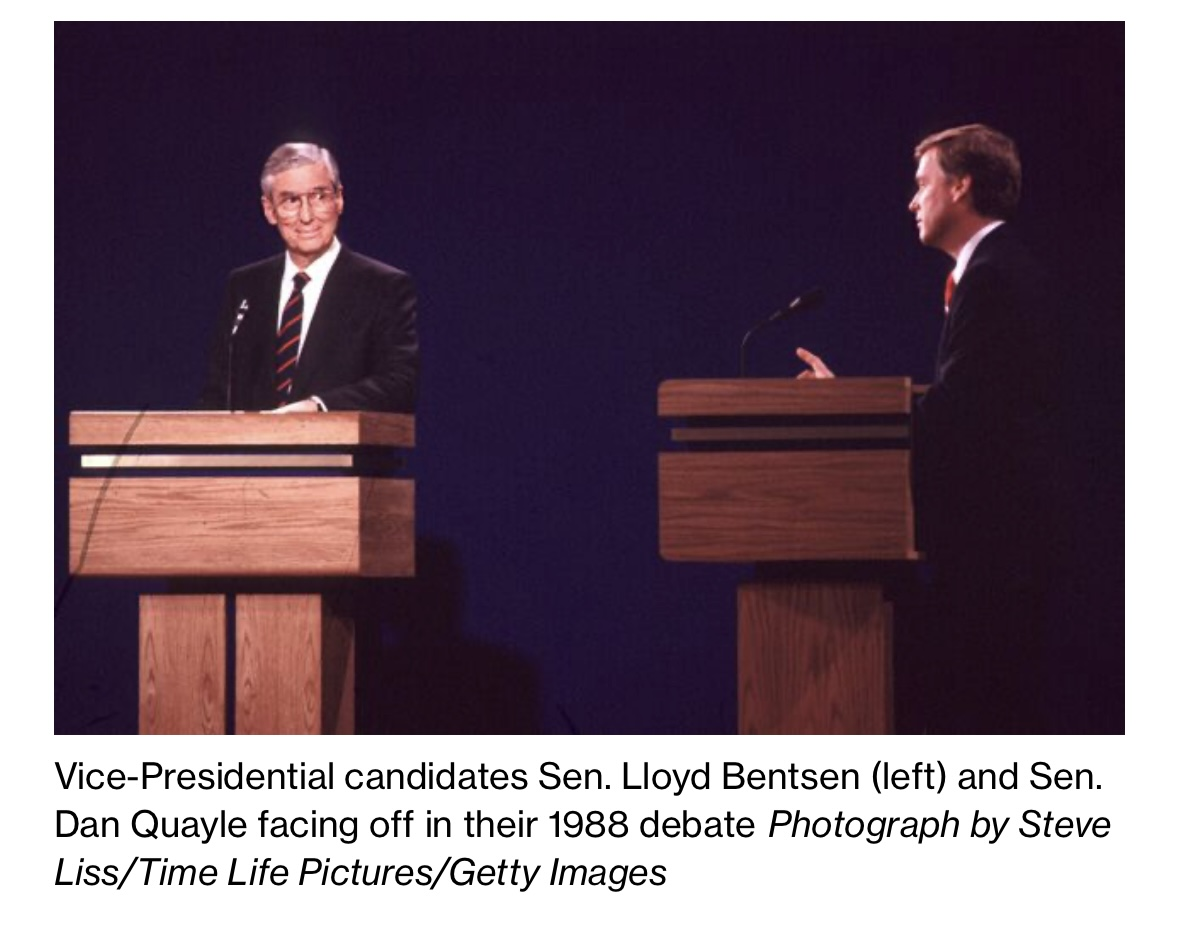 Vice-Presidential candidates Sen. Lloyd Bentsen (left) and Sen.
Dan Quayle facing off in their 1988 debate Photograph by Steve
Liss/Time Life Pictures/Getty Images